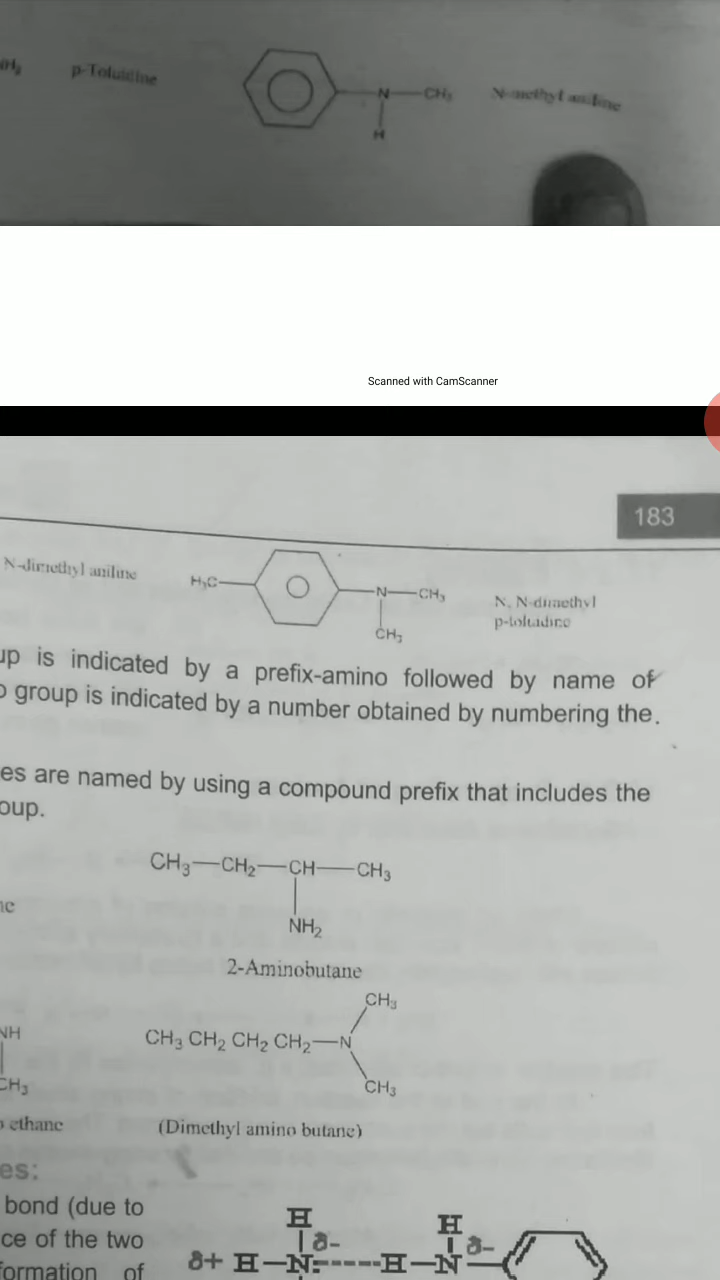 p-Toluidine
N
CH₃
N-methyl aniline
H
Scanned with CamScanner
183
N-dimethyl aniline
H₃C
N—CH₃
CH₃
N, N-dimethyl
p-toluidine
up is indicated by a prefix-amino followed by name of
group is indicated by a number obtained by numbering the.
es are named by using a compound prefix that includes the
oup.
CH₃—CH₂—CH—CH₃
NH₂
2-Aminobutane
CH₃
NH
CH₃ CH₂ CH₂ CH₂—N
CH₃
CH₃
ethane
(Dimethyl amino butane)
es:
bond (due to
ce of the two
formation of
H
H
δ-
δ-
δ+ H—N:-----H—N